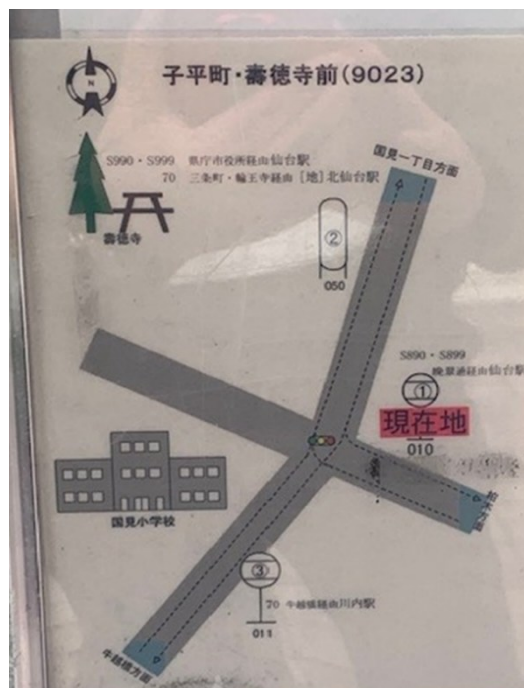 N
子平町・壽徳寺前(9023)
S990・S999 県庁市役所経由仙台駅
70 三条町・輪王寺経由 [地]北仙台駅
国見一丁目方面
壽徳寺
②
050
S890・S899
晩翠通経由仙台駅
①
現在地
010
国見小学校
③
70 牛越橋経由川内駅
011
牛越橋方面